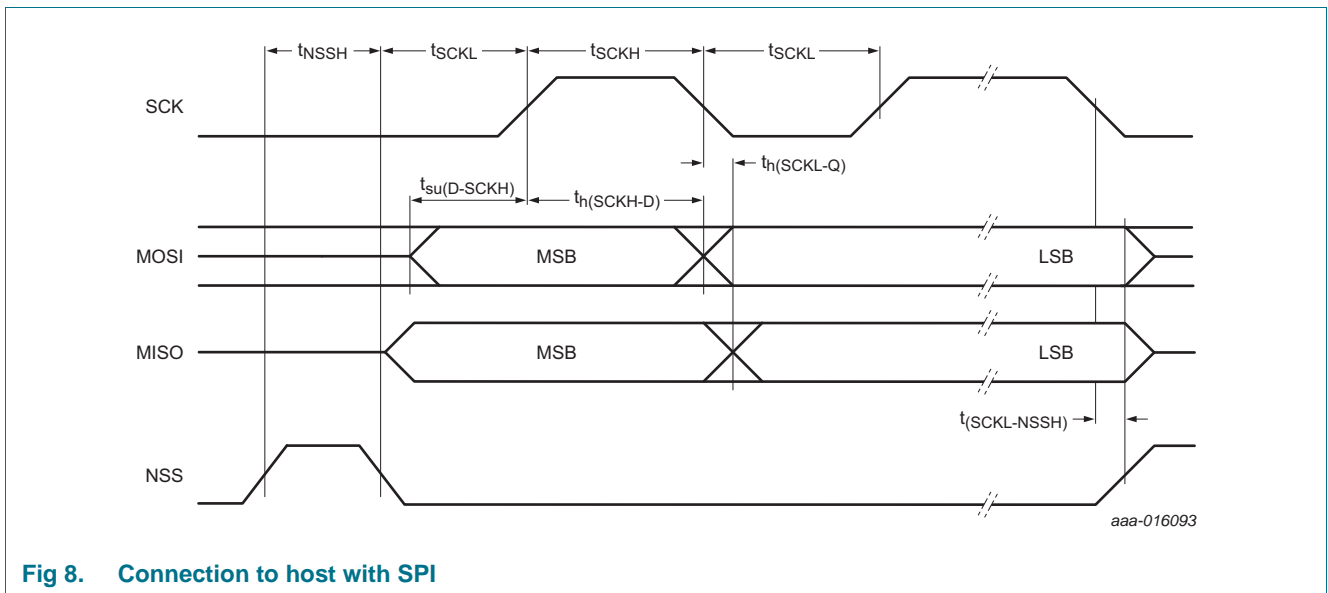 tNSSH tSCKL tSCKH tSCKL
SCK
th(SCKL-Q)
tsu(D-SCKH)
th(SCKH-D)
MOSI MSB LSB
MISO MSB LSB
t(SCKL-NSSH)
NSS
aaa-016093
Fig 8. Connection to host with SPI